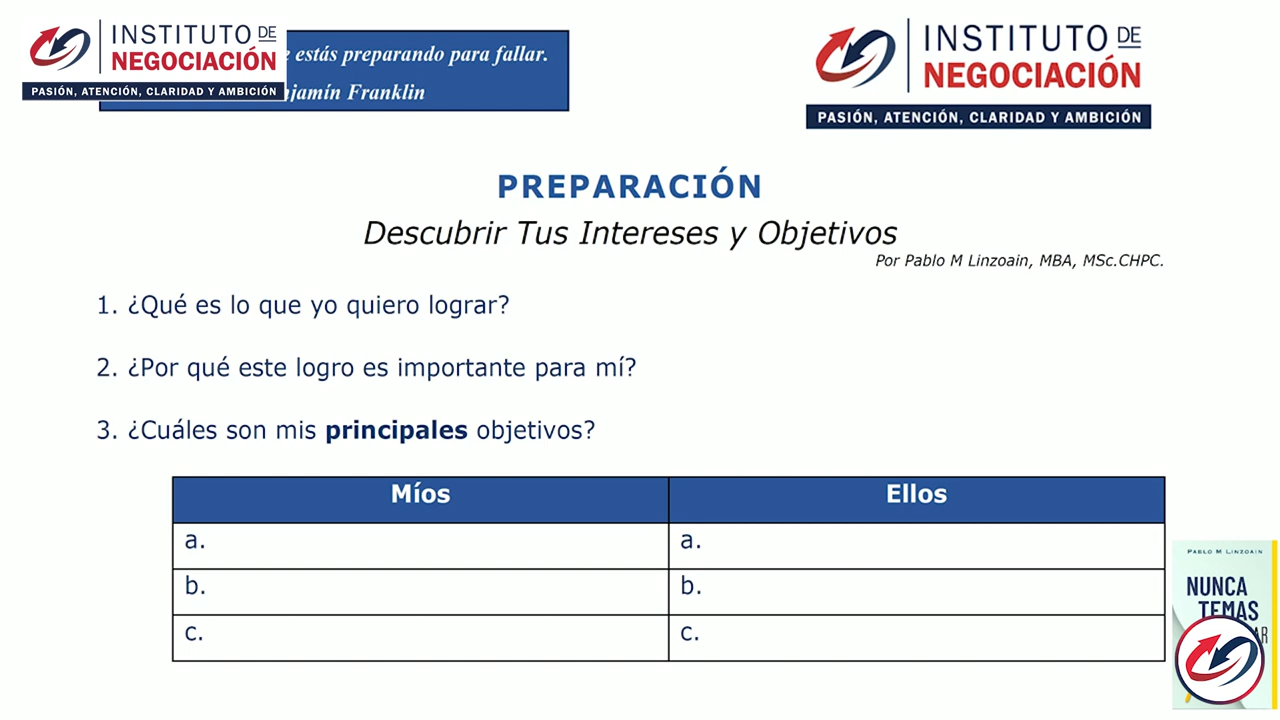 INSTITUTO DE
NEGOCIACIÓN
PASIÓN, ATENCIÓN, CLARIDAD Y AMBICIÓN
estás preparando para fallar.
Franklin
INSTITUTO DE
NEGOCIACIÓN
PASIÓN, ATENCIÓN, CLARIDAD Y AMBICIÓN
PREPARACIÓN
Descubrir Tus Intereses y Objetivos
Por Pablo M Linzoain, MBA, MSc.CHPC.
1. ¿Qué es lo que yo quiero lograr?
2. ¿Por qué este logro es importante para mí?
3. ¿Cuáles son mis principales objetivos?
Míos Ellos
a. a.
b. b.
c. c.
PABLO M LINZOAIN
NUNCA
TEMAS